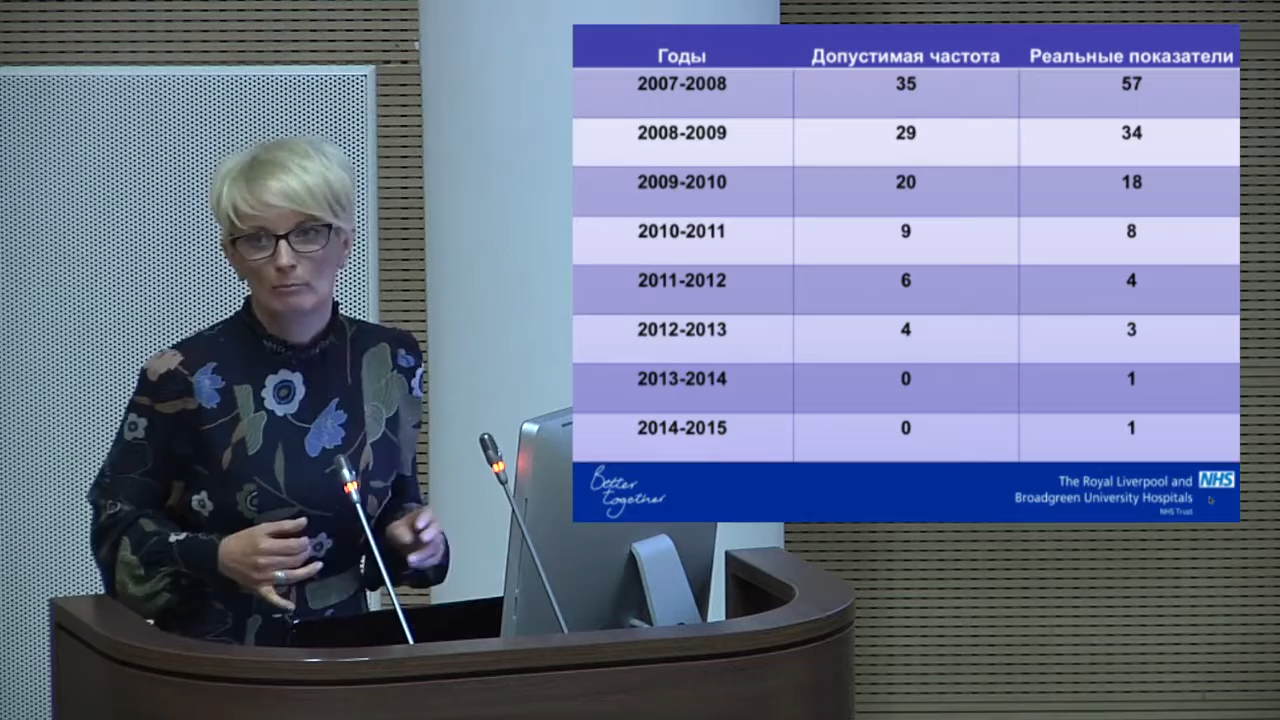 Годы Допустимая частота Реальные показатели
2007-2008 35 57
2008-2009 29 34
2009-2010 20 18
2010-2011 9 8
2011-2012 6 4
2012-2013 4 3
2013-2014 0 1
2014-2015 0 1
Better together
The Royal Liverpool and NHS
Broadgreen University Hospitals
NHS Trust